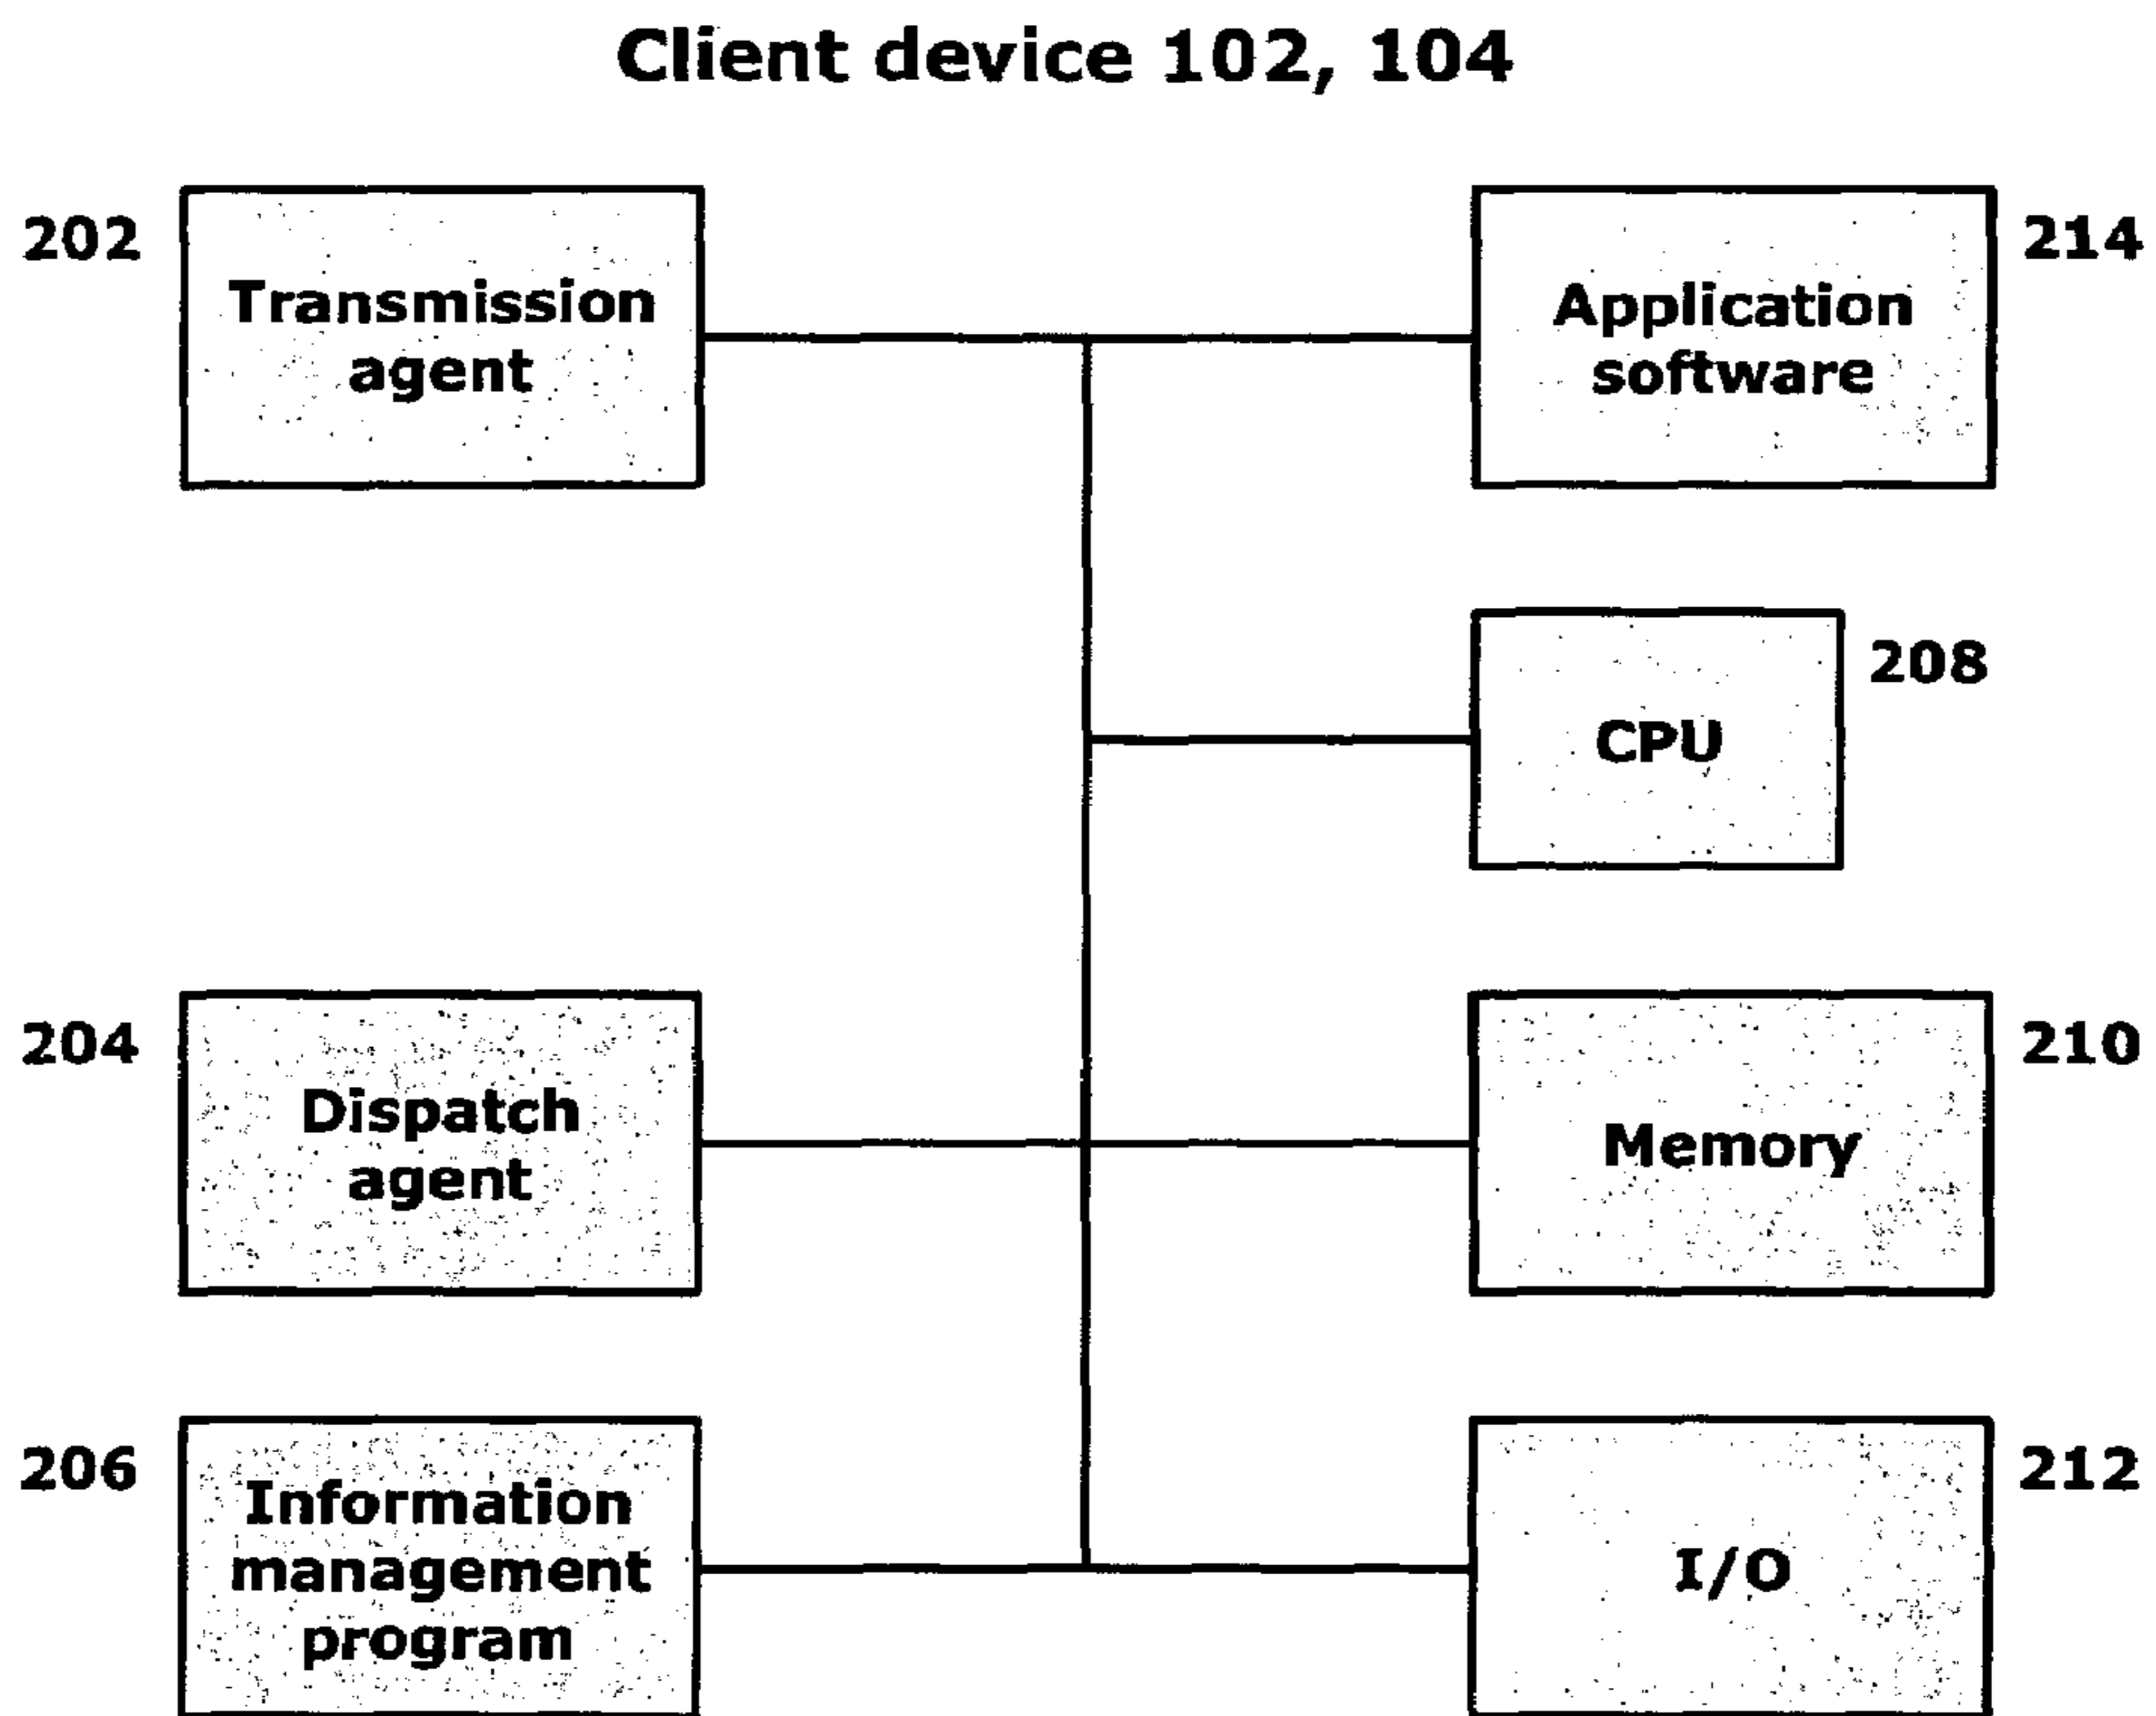 Client device 102, 104
202
Transmission
agent
214
Application
software
208
CPU
204
Dispatch
agent
210
Memory
206
Information
management
program
212
I/O